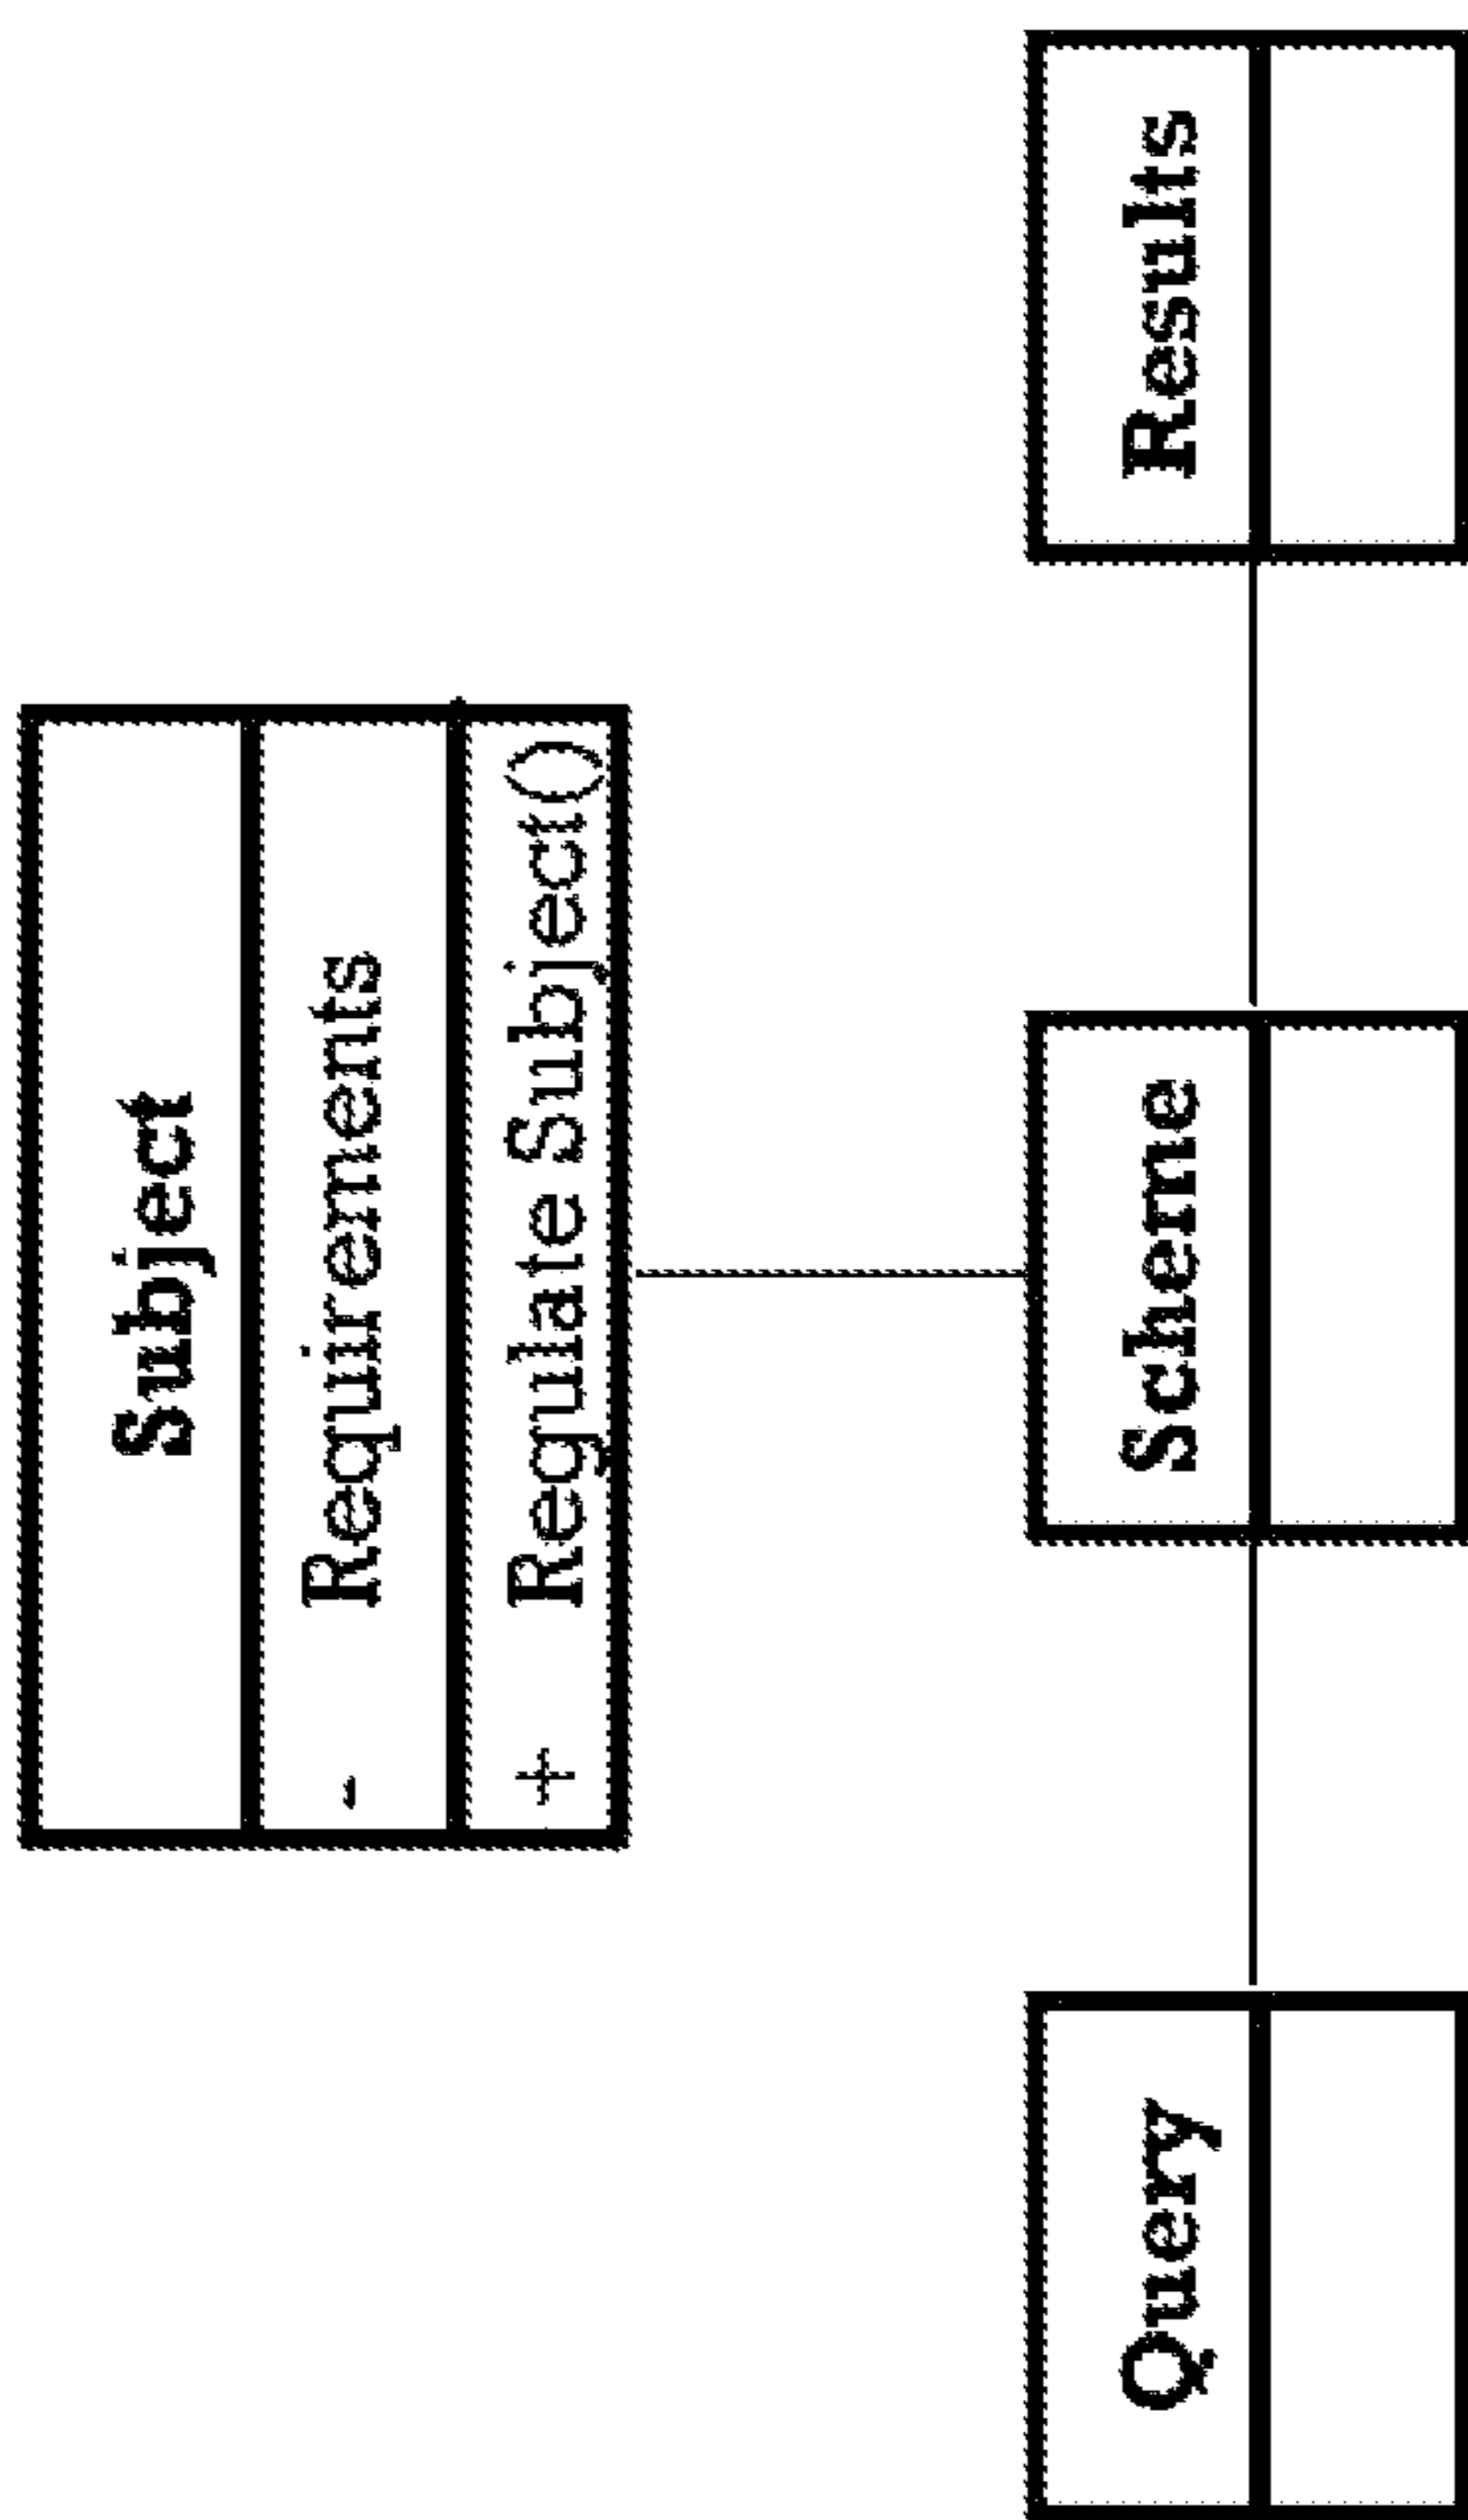 Subject
- Requirements
+ Regulate Subject()
Query
Scheme
Results